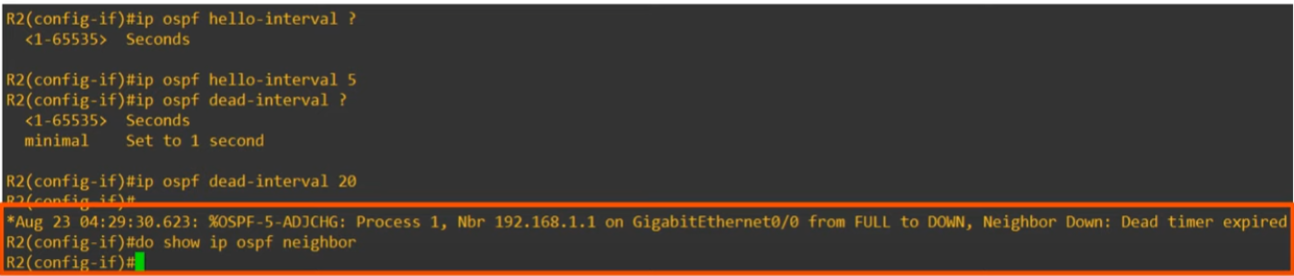 R2(config-if)#ip ospf hello-interval ?
<1-65535> Seconds
R2(config-if)#ip ospf hello-interval 5
R2(config-if)#ip ospf dead-interval ?
<1-65535> Seconds
minimal Set to 1 second
R2(config-if)#ip ospf dead-interval 20
R2(config-if)#
*Aug 23 04:29:30.623: %OSPF-5-ADJCHG: Process 1, Nbr 192.168.1.1 on GigabitEthernet0/0 from FULL to DOWN, Neighbor Down: Dead timer expired
R2(config-if)#do show ip ospf neighbor
R2(config-if)#